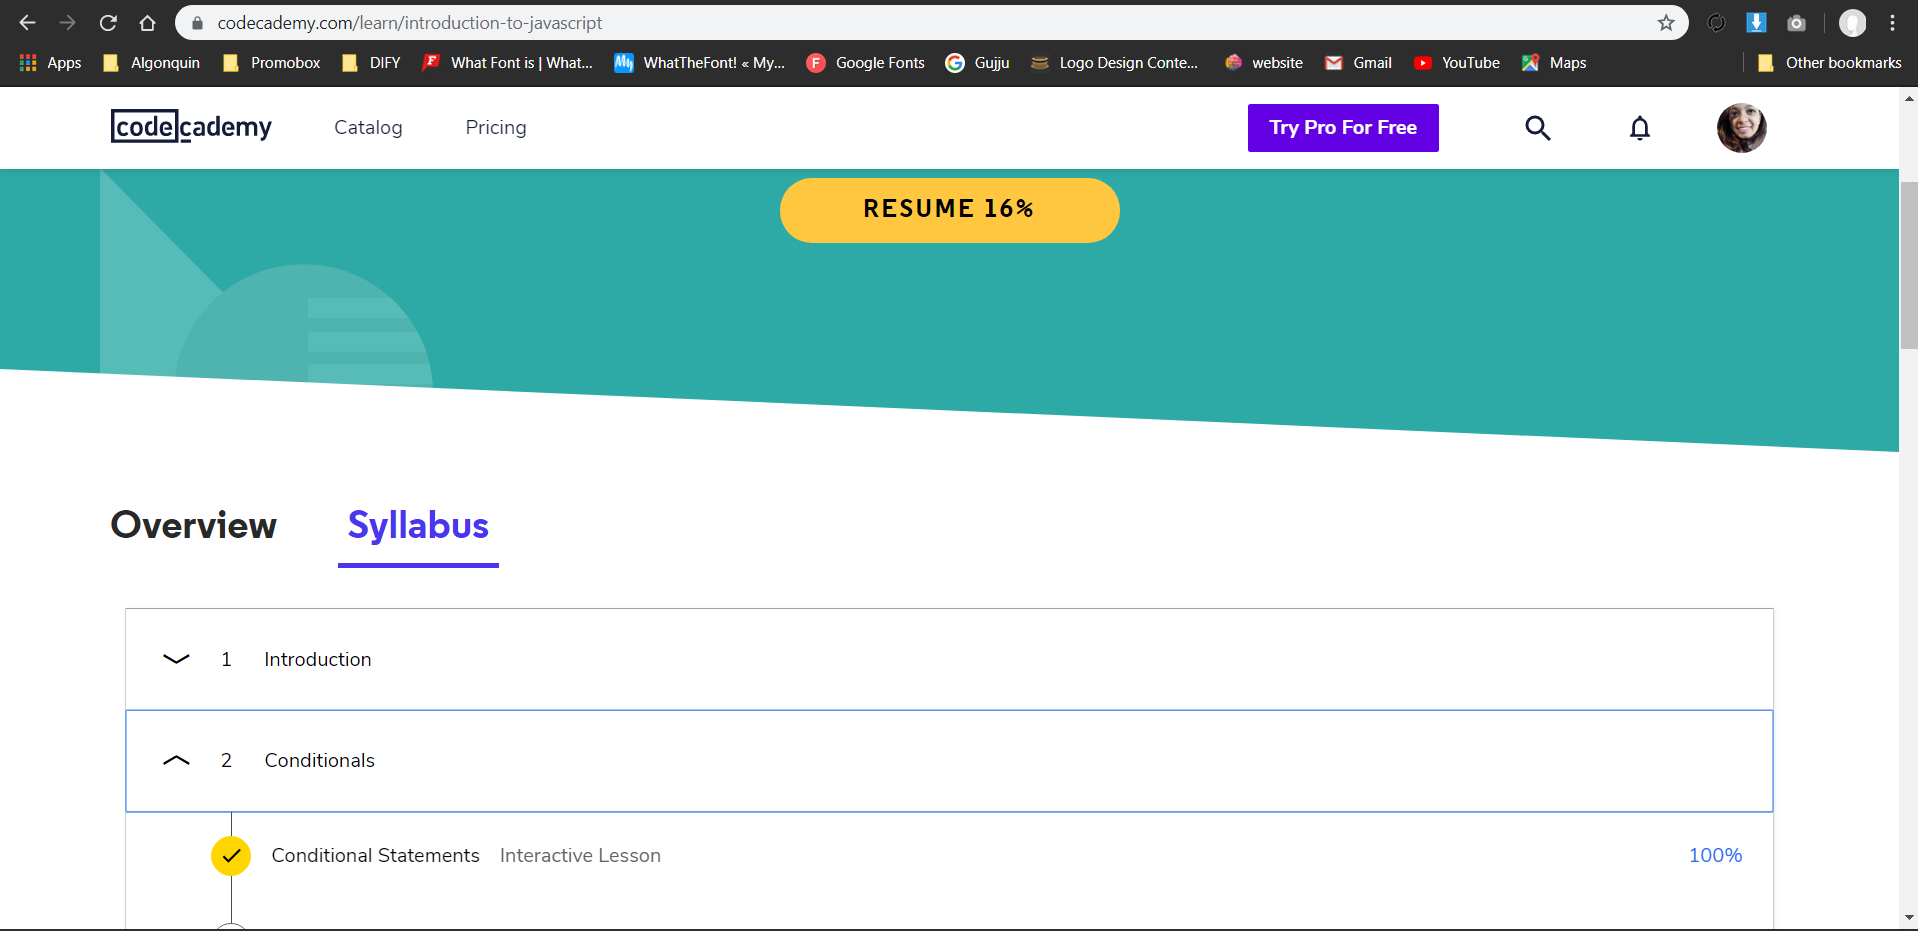 codecademy.com/learn/introduction-to-javascript
Apps Algonquin Promobox DIFY What Font is | What... WhatTheFont! « My... Google Fonts Gujju Logo Design Conte... website Gmail YouTube Maps Other bookmarks
codecademy Catalog Pricing Try Pro For Free
RESUME 16%
Overview Syllabus
1 Introduction
2 Conditionals
Conditional Statements Interactive Lesson 100%